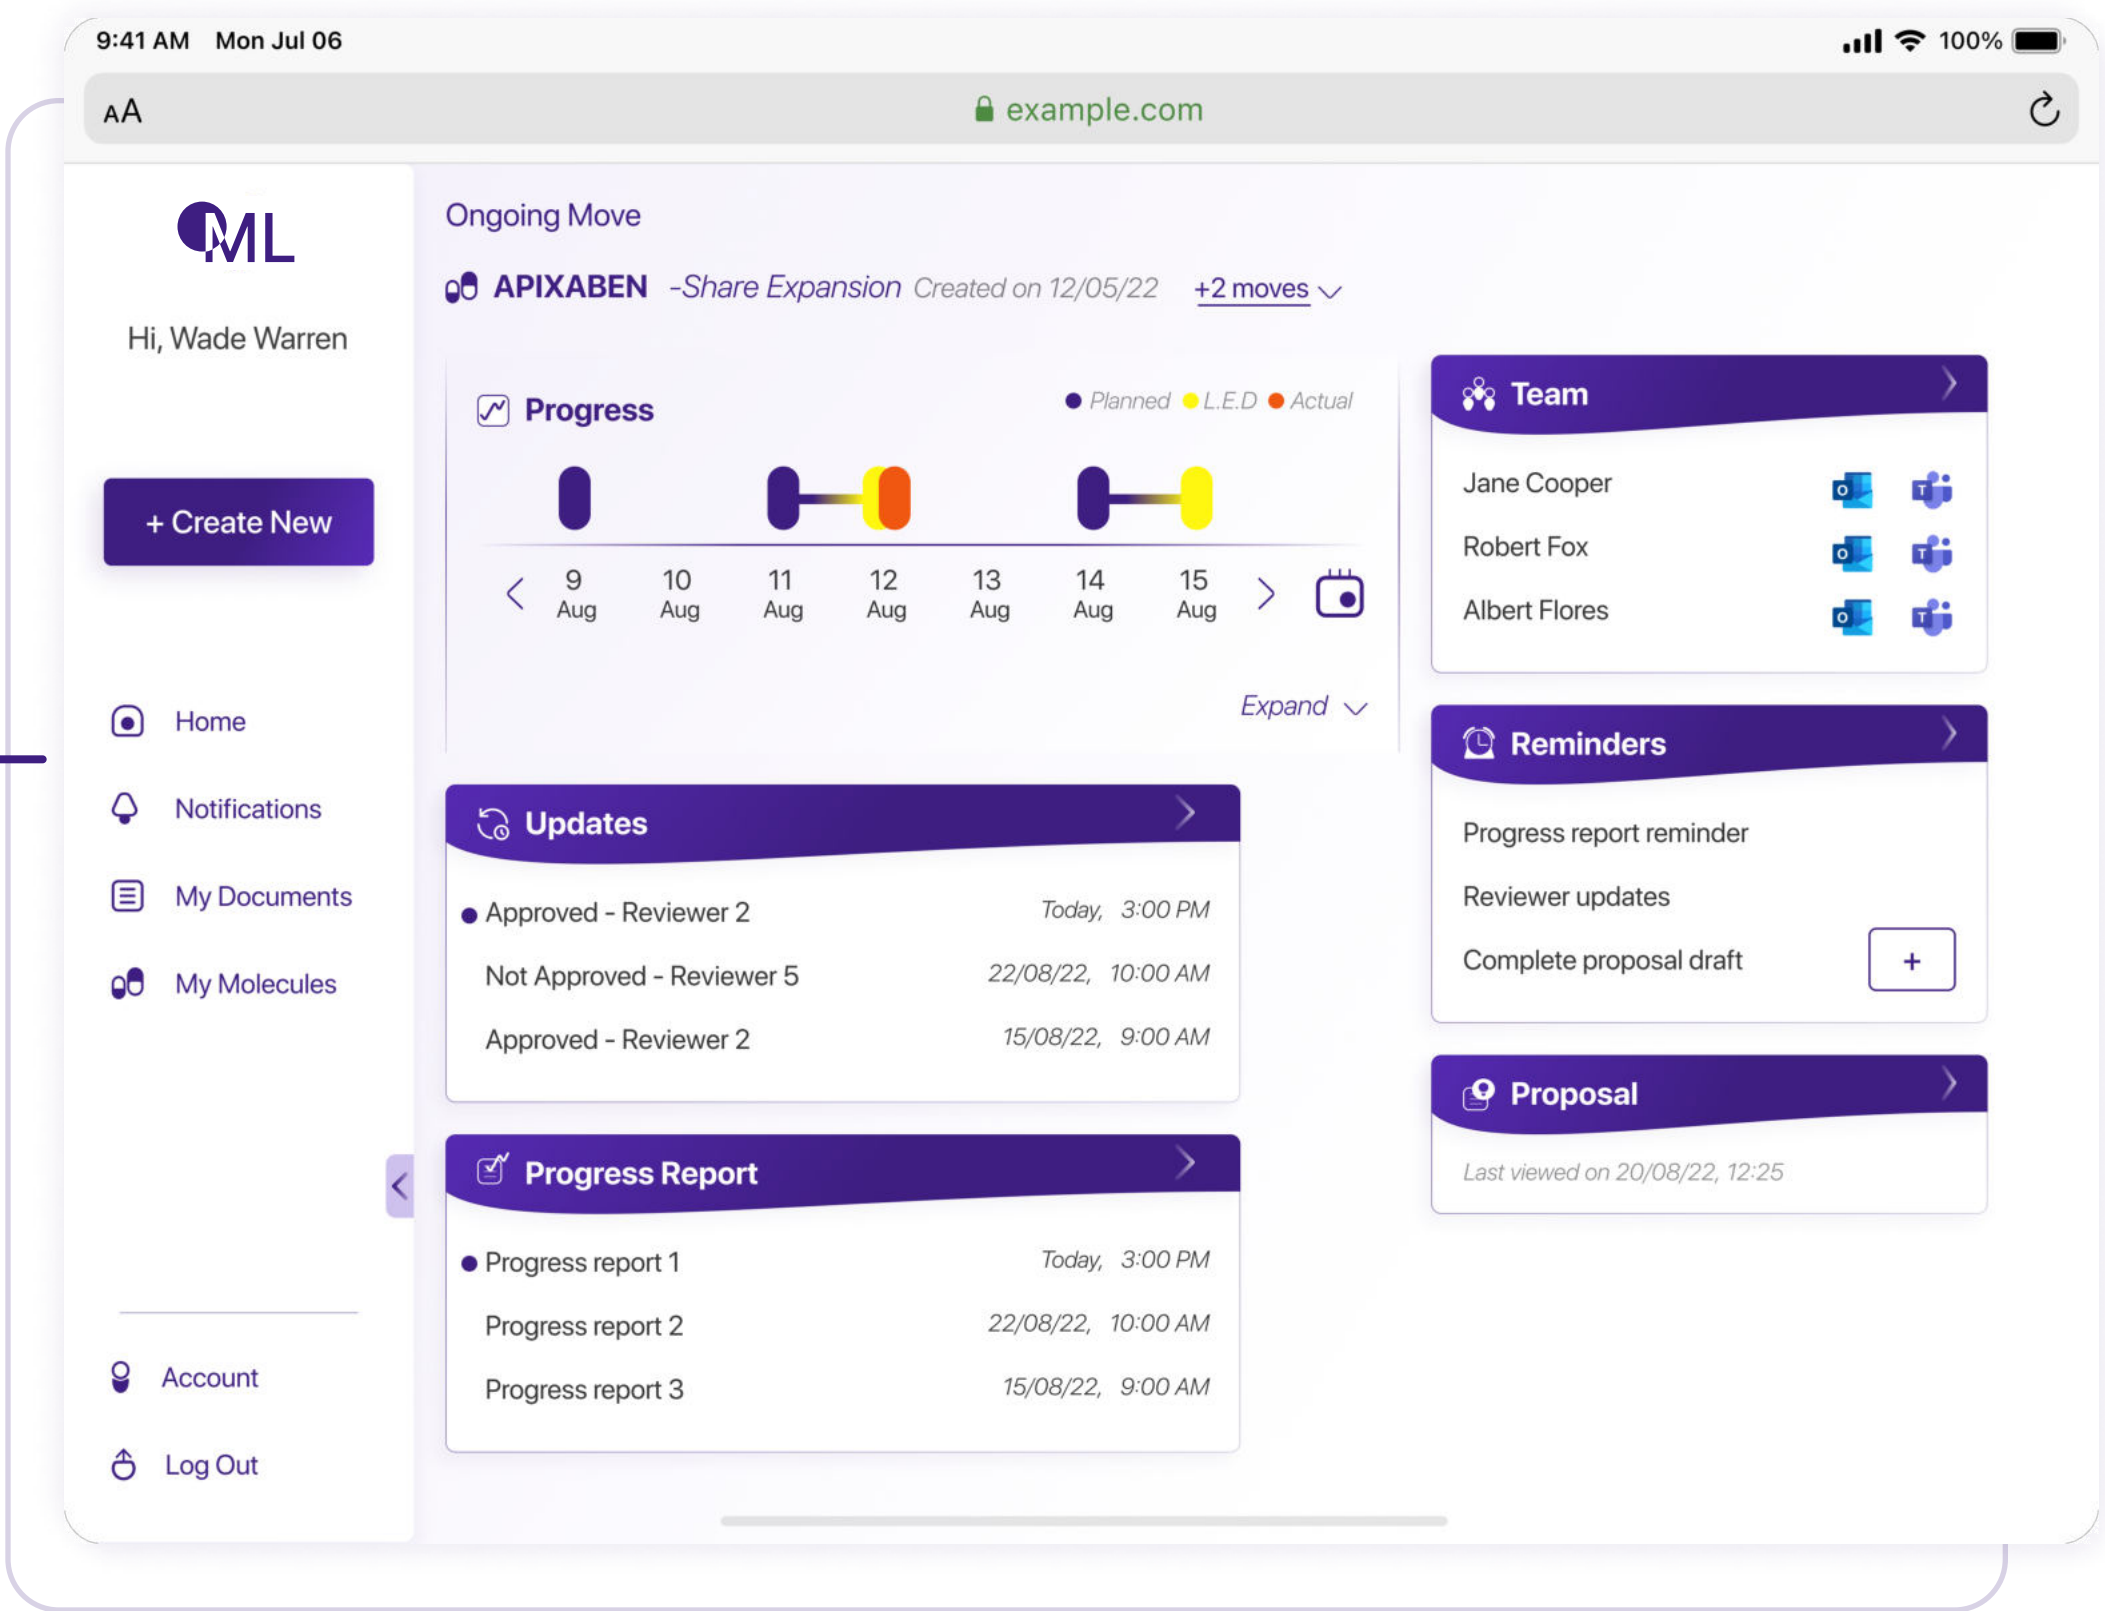 9:41 AM Mon Jul 06 100%
AA example.com
ML
Hi, Wade Warren
+ Create New
Home
Notifications
My Documents
My Molecules
Account
Log Out
Ongoing Move
APIXABEN -Share Expansion Created on 12/05/22 +2 moves
Progress
Planned L.E.D Actual
9 10 11 12 13 14 15
Aug Aug Aug Aug Aug Aug Aug
Expand
Updates
Approved - Reviewer 2 Today, 3:00 PM
Not Approved - Reviewer 5 22/08/22, 10:00 AM
Approved - Reviewer 2 15/08/22, 9:00 AM
Progress Report
Progress report 1 Today, 3:00 PM
Progress report 2 22/08/22, 10:00 AM
Progress report 3 15/08/22, 9:00 AM
Team
Jane Cooper
Robert Fox
Albert Flores
Reminders
Progress report reminder
Reviewer updates
Complete proposal draft +
Proposal
Last viewed on 20/08/22, 12:25